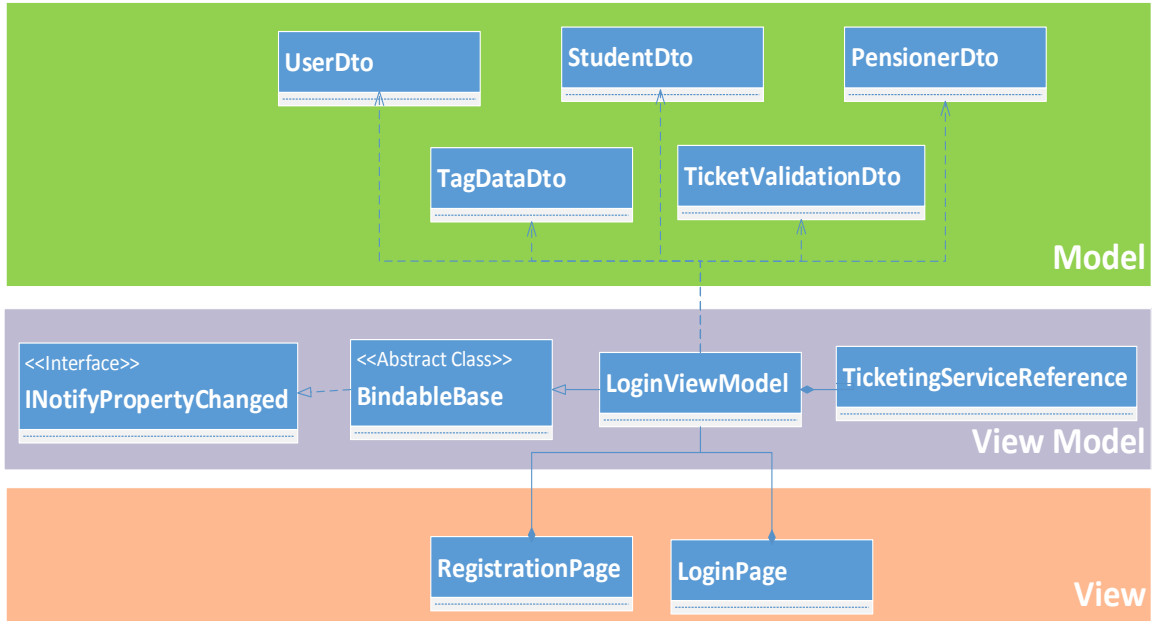 UserDto
StudentDto
PensionerDto
TagDataDto
TicketValidationDto
Model
<<Interface>>
INotifyPropertyChanged
<<Abstract Class>>
BindableBase
LoginViewModel
TicketingServiceReference
View Model
RegistrationPage
LoginPage
View